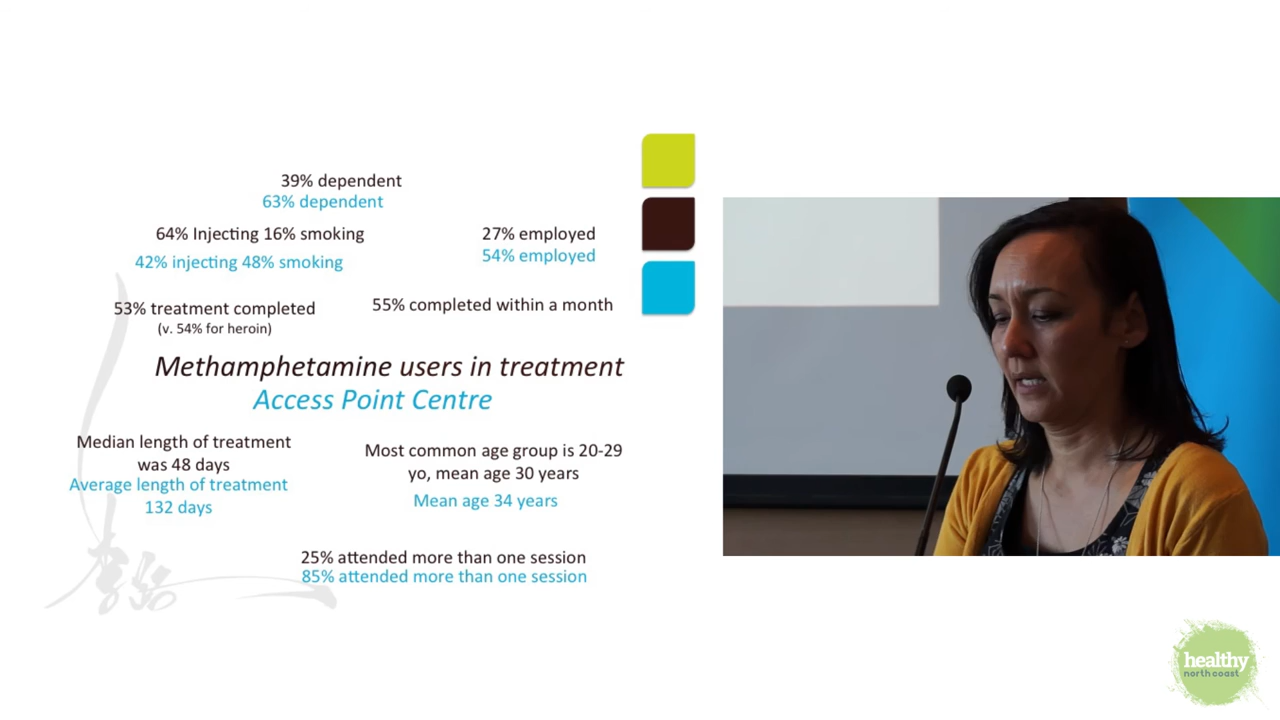 39% dependent
63% dependent
64% Injecting 16% smoking
42% injecting 48% smoking
27% employed
54% employed
53% treatment completed
(v. 54% for heroin)
55% completed within a month
Methamphetamine users in treatment
Access Point Centre
Median length of treatment
was 48 days
Average length of treatment
132 days
Most common age group is 20-29
yo, mean age 30 years
Mean age 34 years
25% attended more than one session
85% attended more than one session
healthy
north coast